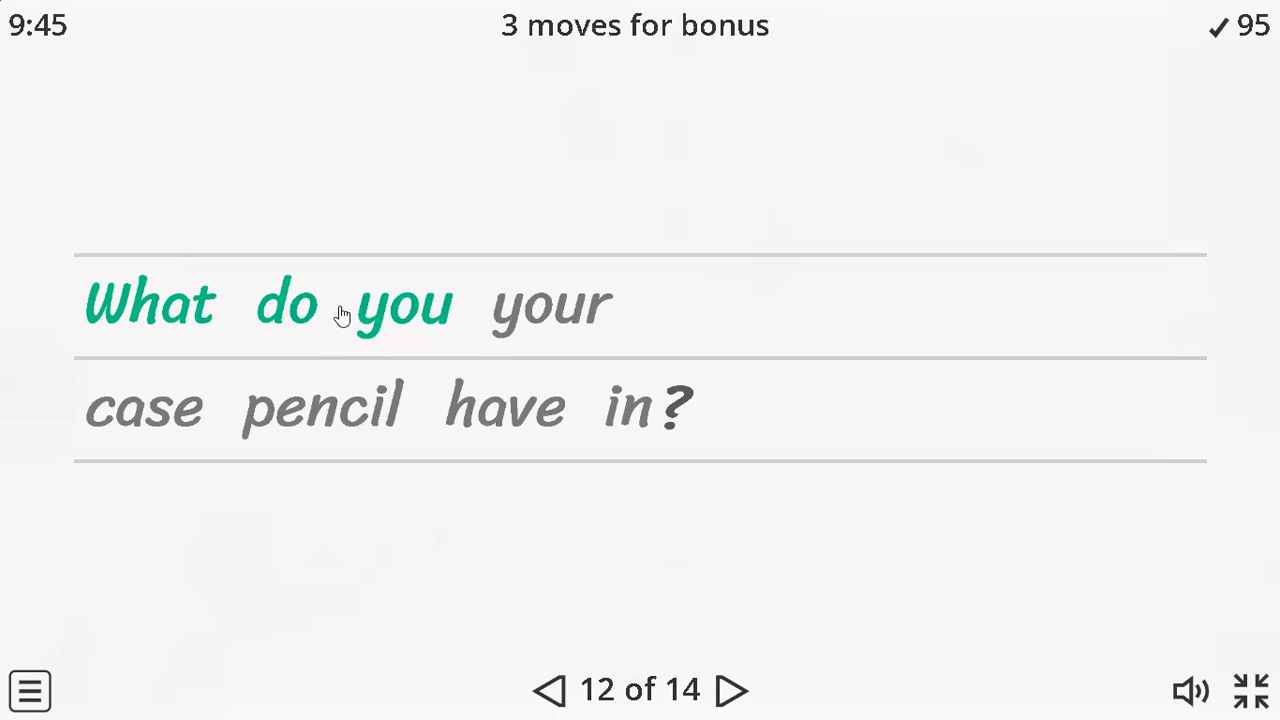 9:45 3 moves for bonus ✓ 95
What do you your
case pencil have in?
12 of 14